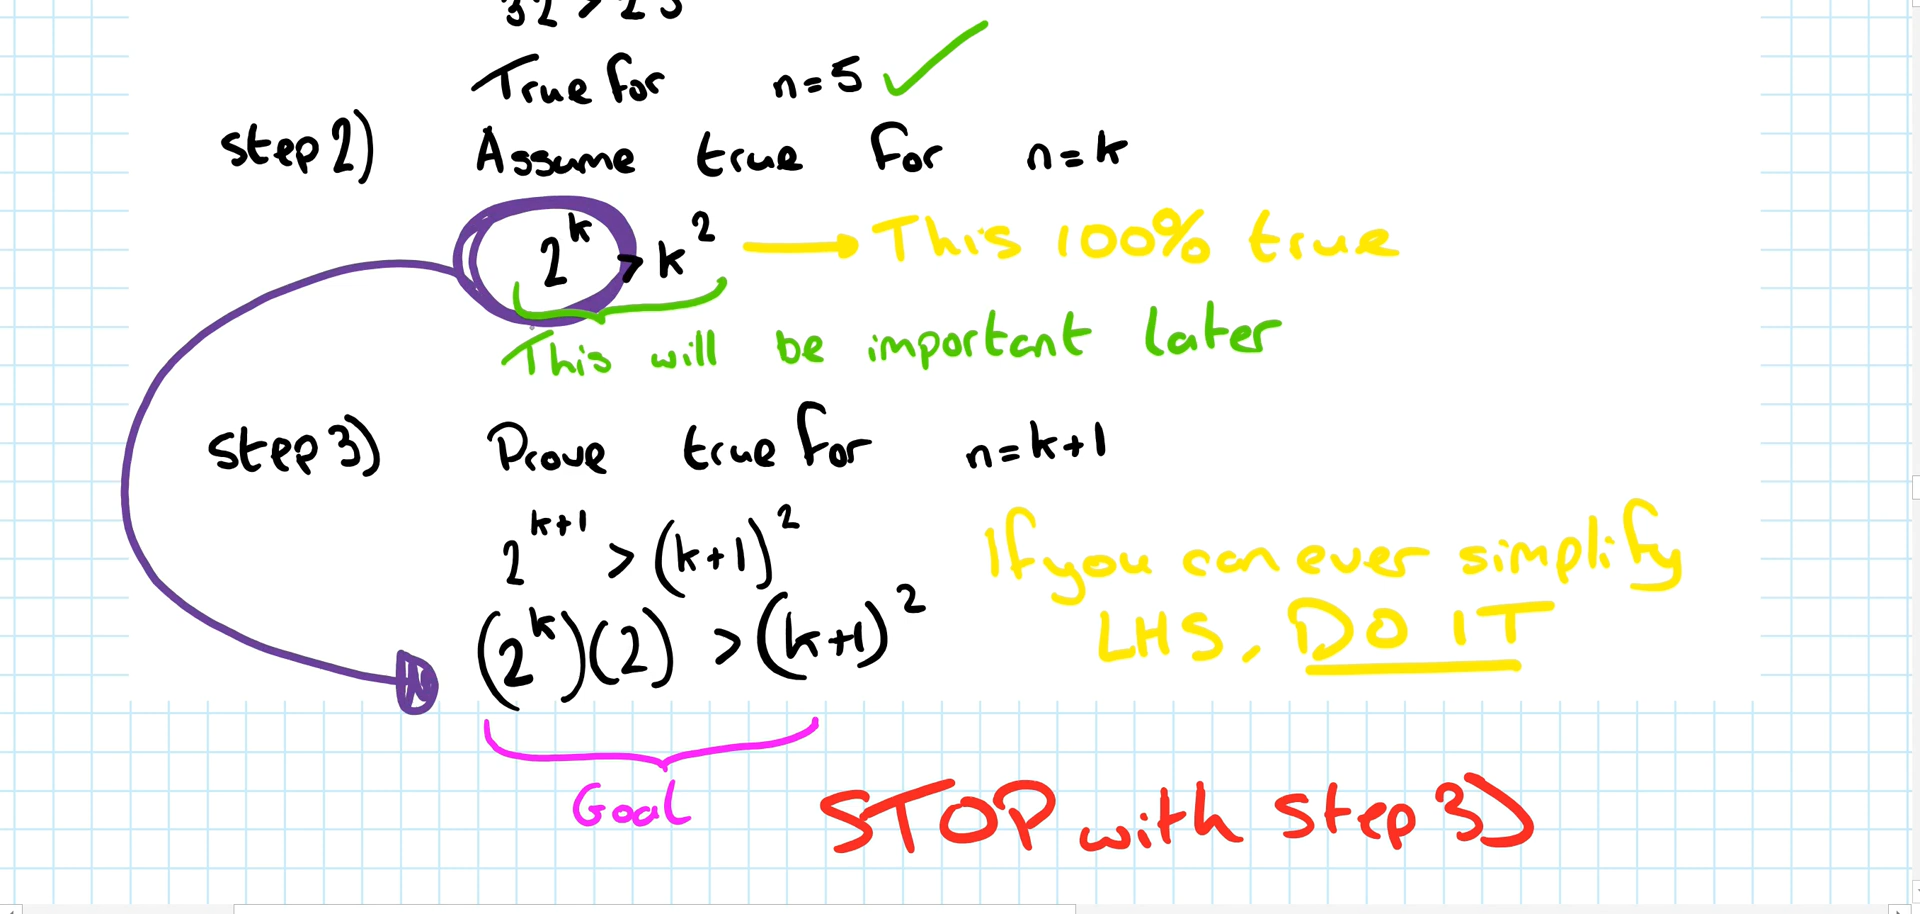 32 > 25
True for n=5 ✓
step 2) Assume true for n=k
2^k > k^2 → This 100% true
This will be important later
step 3) Prove true for n=k+1
2^{k+1} > (k+1)^2
If you can ever simplify
(2^k)(2) > (k+1)^2
LHS, DO IT
Goal
STOP with step 3)